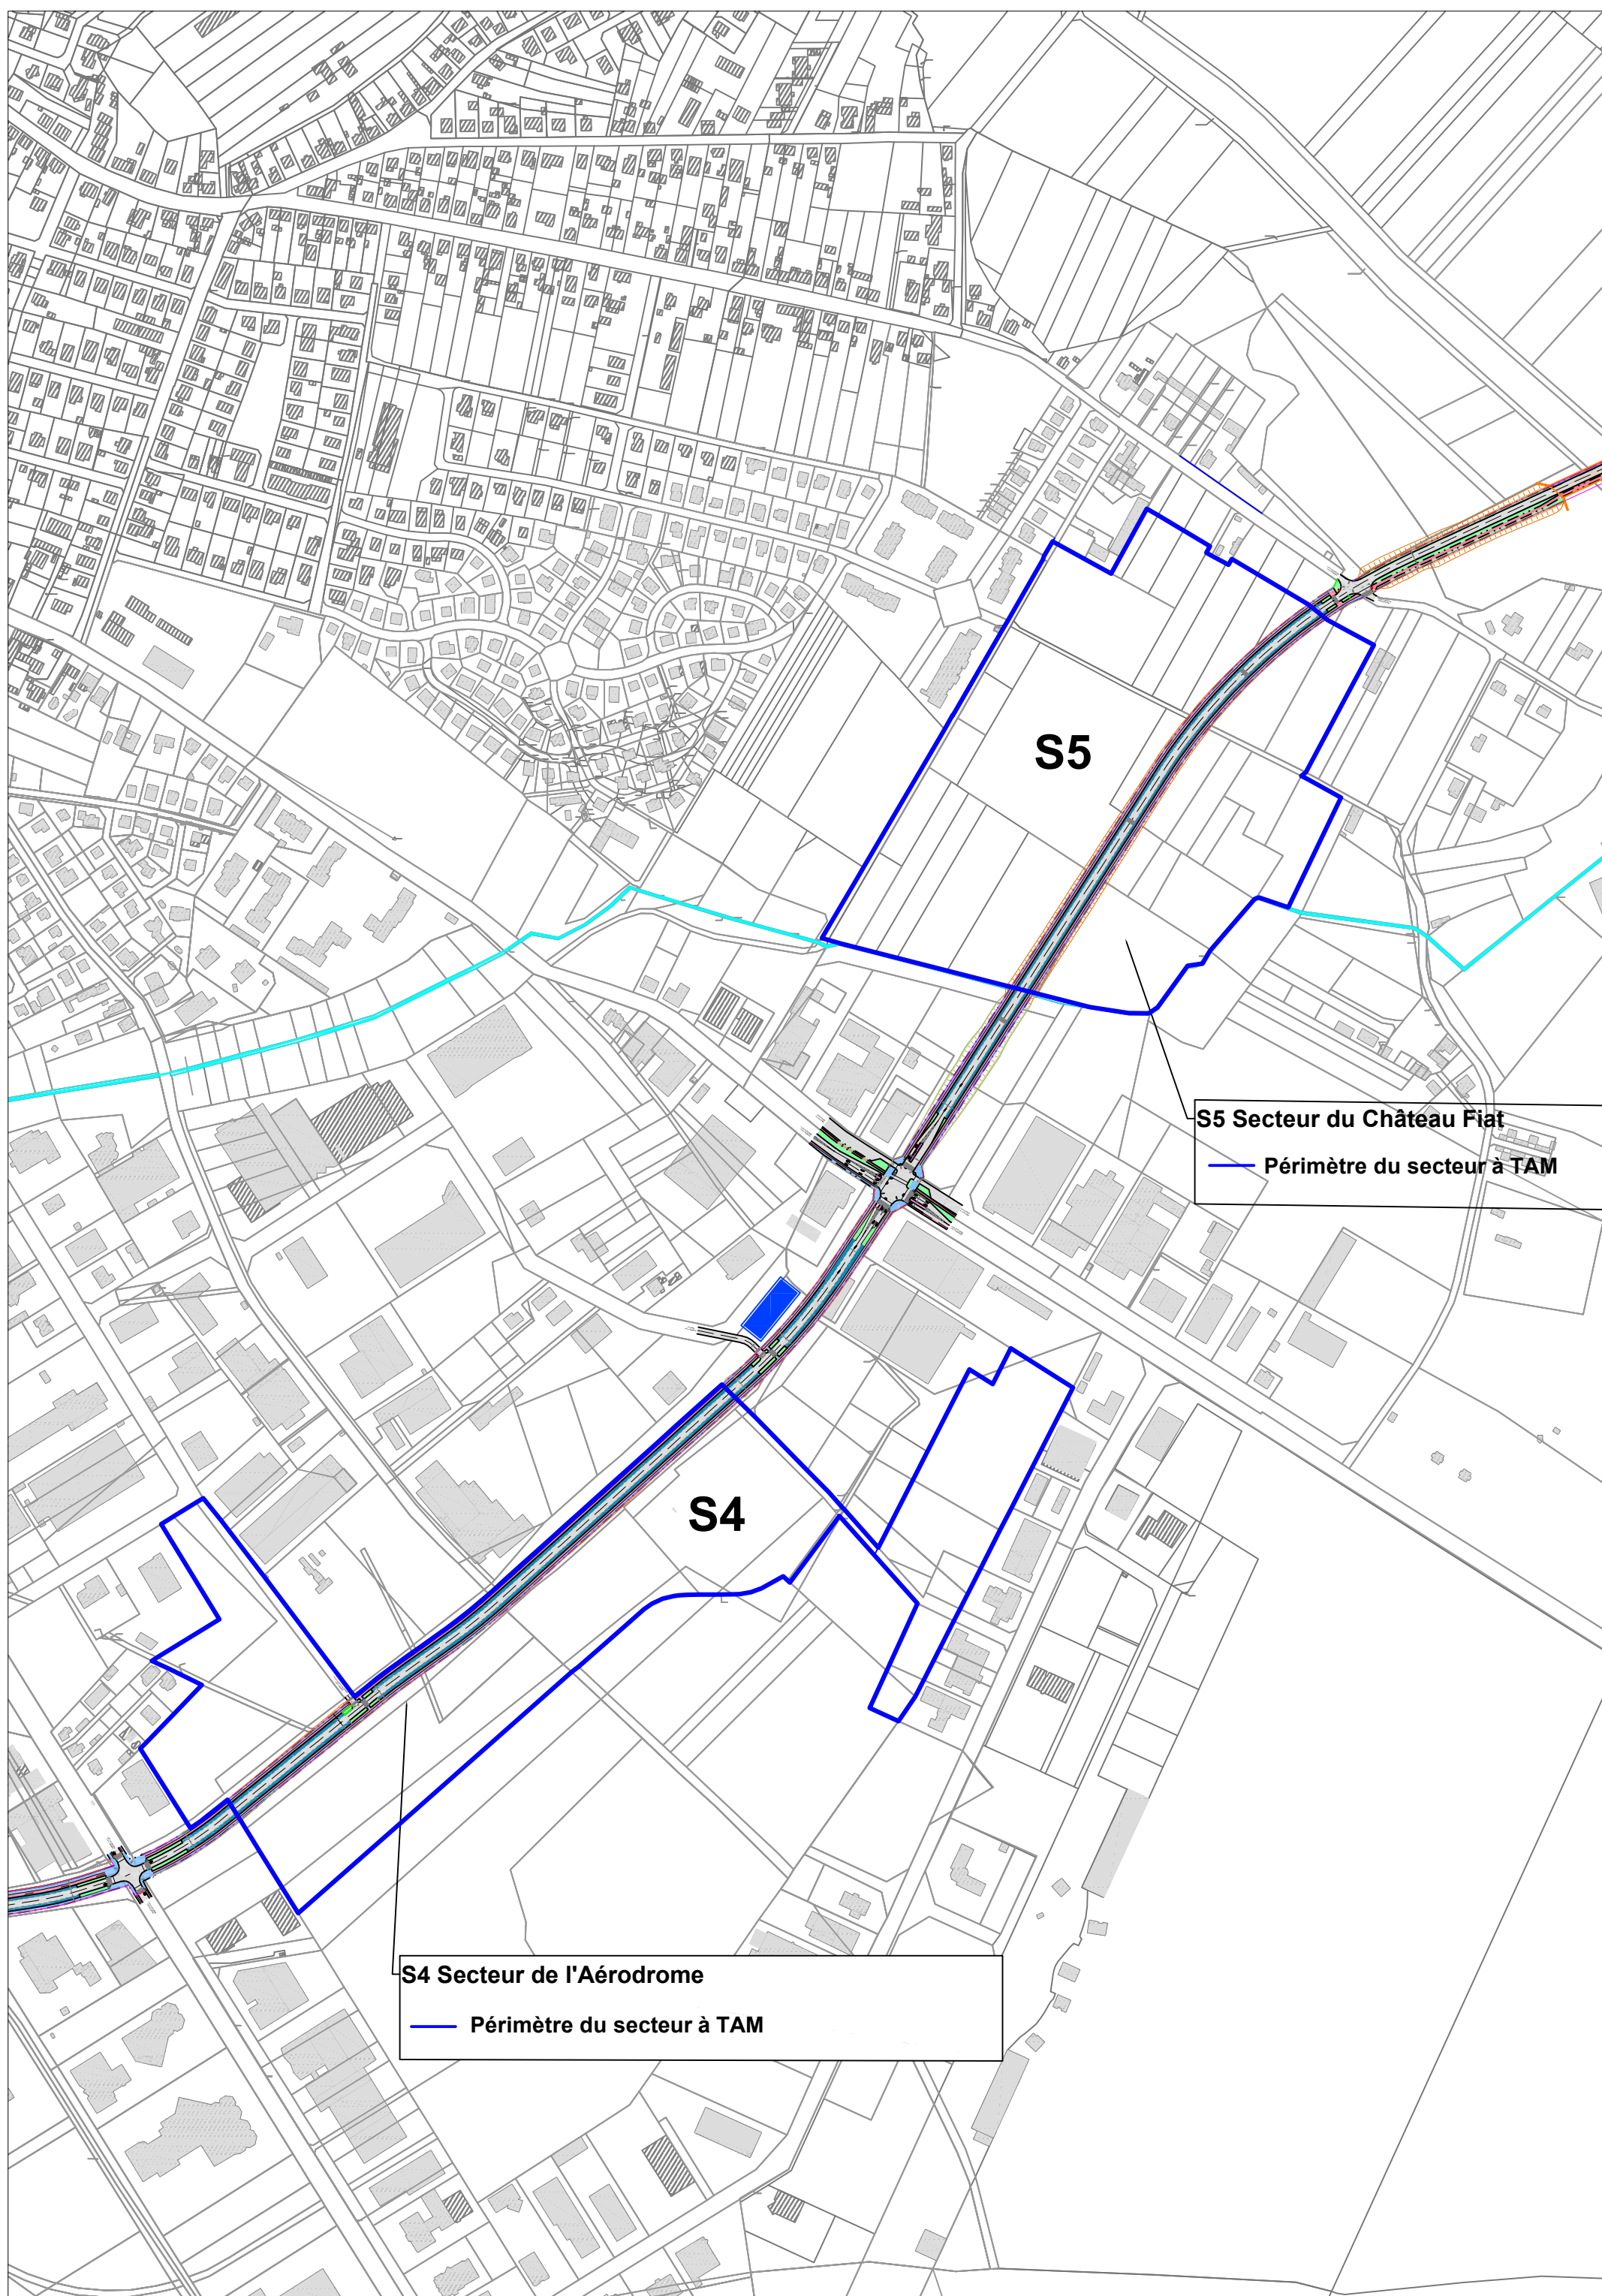 S5
S5 Secteur du Château Fiat
Périmètre du secteur à TAM
S4
S4 Secteur de l'Aérodrome
Périmètre du secteur à TAM